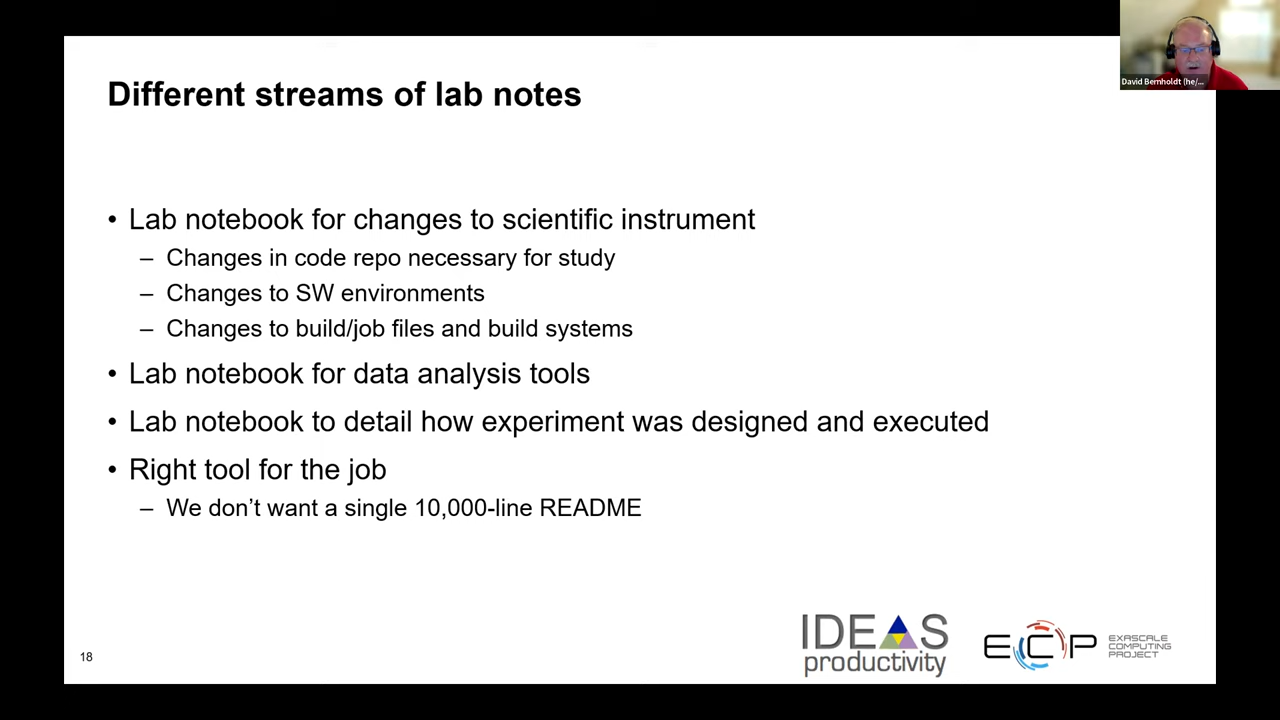 David Bernholdt (he/...
Different streams of lab notes
• Lab notebook for changes to scientific instrument
– Changes in code repo necessary for study
– Changes to SW environments
– Changes to build/job files and build systems
• Lab notebook for data analysis tools
• Lab notebook to detail how experiment was designed and executed
• Right tool for the job
– We don’t want a single 10,000-line README
18
IDEAS
productivity
ECP
EXASCALE
COMPUTING
PROJECT